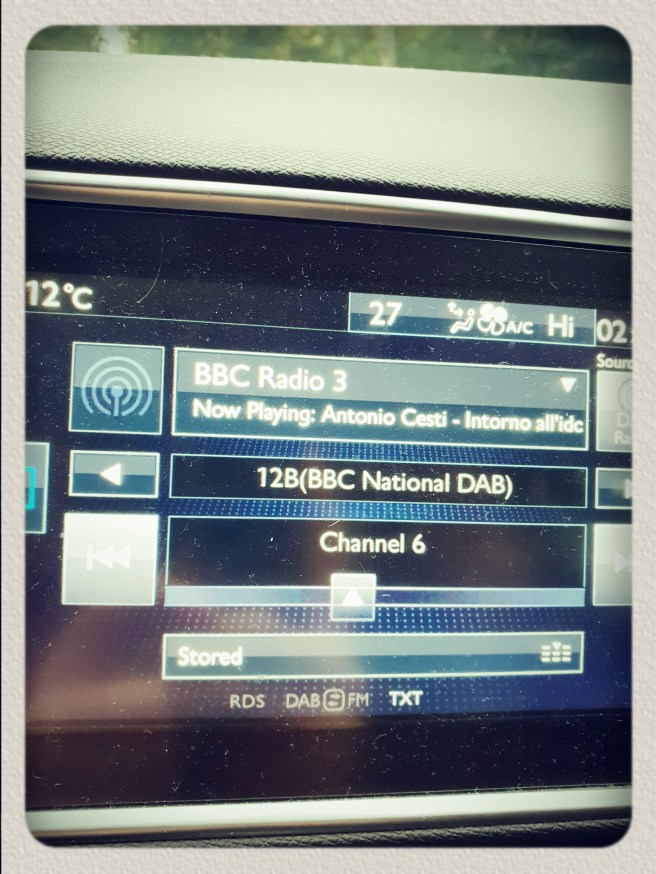 12°C
27 A/C Hi 02
BBC Radio 3
Now Playing: Antonio Cesti - Intorno all'idc
12B(BBC National DAB)
Channel 6
Stored
RDS DAB FM TXT